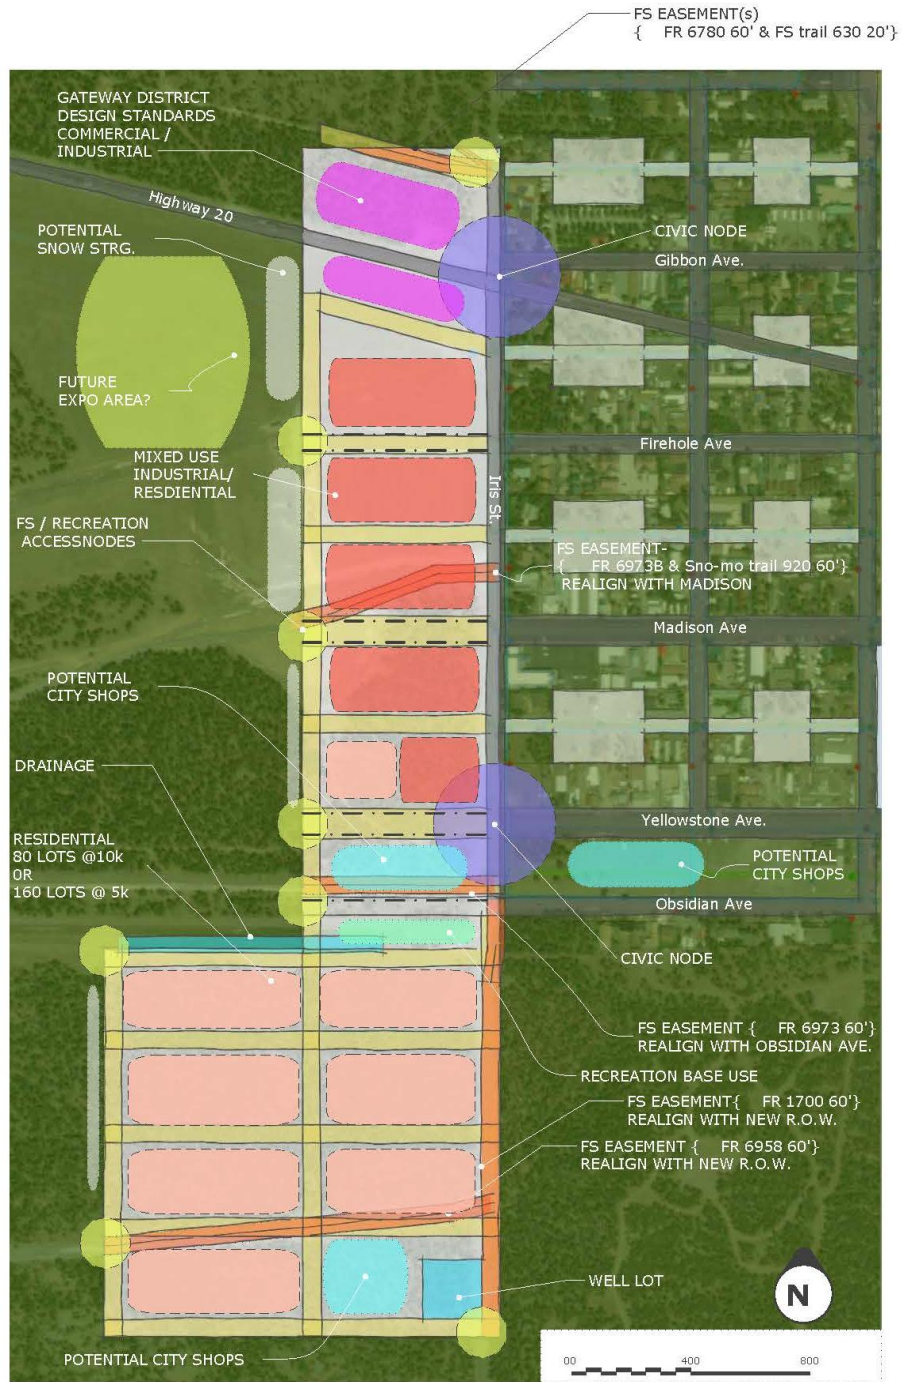 FS EASEMENT(s)
{ FR 6780 60' & FS trail 630 20'}
GATEWAY DISTRICT
DESIGN STANDARDS
COMMERCIAL /
INDUSTRIAL
Highway 20
POTENTIAL
SNOW STRG.
CIVIC NODE
Gibbon Ave.
FUTURE
EXPO AREA?
Firehole Ave
MIXED USE
INDUSTRIAL/
RESDIENTIAL
Iris St.
FS / RECREATION
ACCESSNODES
FS EASEMENT-
{ FR 6973B & Sno-mo trail 920 60'}
REALIGN WITH MADISON
Madison Ave
POTENTIAL
CITY SHOPS
DRAINAGE
Yellowstone Ave.
RESIDENTIAL
80 LOTS @10k
OR
160 LOTS @ 5k
POTENTIAL
CITY SHOPS
Obsidian Ave
CIVIC NODE
FS EASEMENT { FR 6973 60'}
REALIGN WITH OBSIDIAN AVE.
RECREATION BASE USE
FS EASEMENT{ FR 1700 60'}
REALIGN WITH NEW R.O.W.
FS EASEMENT { FR 6958 60'}
REALIGN WITH NEW R.O.W.
WELL LOT
N
POTENTIAL CITY SHOPS
00 400 800